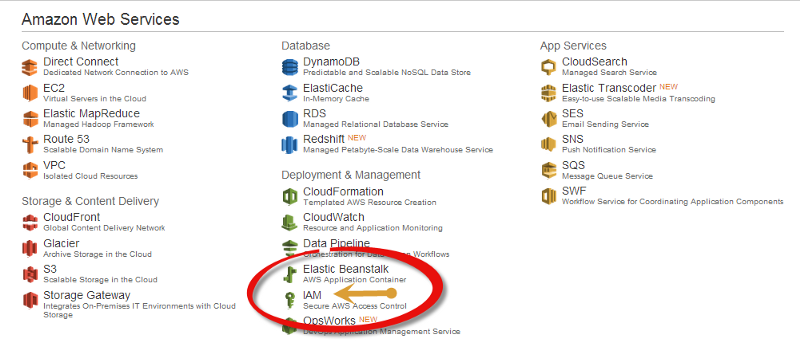 Amazon Web Services
Compute & Networking
Direct Connect
Dedicated Network Connection to AWS
EC2
Virtual Servers in the Cloud
Elastic MapReduce
Managed Hadoop Framework
Route 53
Scalable Domain Name System
VPC
Isolated Cloud Resources
Storage & Content Delivery
CloudFront
Global Content Delivery Network
Glacier
Archive Storage in the Cloud
S3
Scalable Storage in the Cloud
Storage Gateway
Integrates On-Premises IT Environments with Cloud
Storage
Database
DynamoDB
Predictable and Scalable NoSQL Data Store
ElastiCache
In-Memory Cache
RDS
Managed Relational Database Service
Redshift NEW
Managed Petabyte-Scale Data Warehouse Service
Deployment & Management
CloudFormation
Templated AWS Resource Creation
CloudWatch
Resource and Application Monitoring
Data Pipeline
Orchestration for Data Workflows
Elastic Beanstalk
AWS Application Container
IAM
Secure AWS Access Control
OpsWorks NEW
DevOps Application Management Service
App Services
CloudSearch
Managed Search Service
Elastic Transcoder NEW
Easy-to-use Scalable Media Transcoding
SES
Email Sending Service
SNS
Push Notification Service
SQS
Message Queue Service
SWF
Workflow Service for Coordinating Application Components